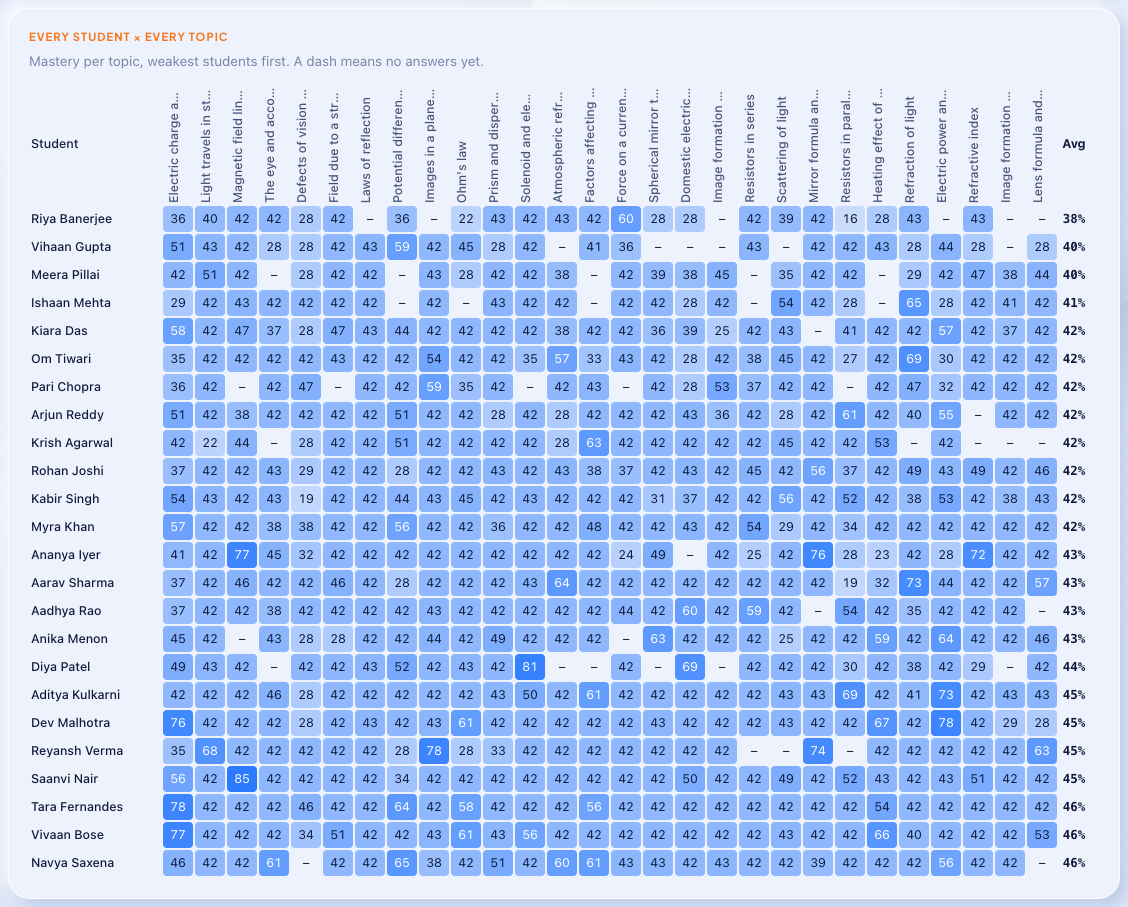 EVERY STUDENT × EVERY TOPIC
Mastery per topic, weakest students first. A dash means no answers yet.
Student Electric charge a... Light travels in st... Magnetic field lin... The eye and acco... Defects of vision ... Field due to a str... Laws of reflection Potential differen... Images in a plane... Ohm's law Prism and disper... Solenoid and ele... Atmospheric refr... Factors affecting ... Force on a curren... Spherical mirror t... Domestic electric... Image formation ... Resistors in series Scattering of light Mirror formula an... Resistors in paral... Heating effect of ... Refraction of light Electric power an... Refractive index Image formation ... Lens formula and... Avg
Riya Banerjee 36 40 42 42 28 42 – 36 – 22 43 42 43 42 60 28 28 – 42 39 42 16 28 43 – 43 – – 38%
Vihaan Gupta 51 43 42 28 28 42 43 59 42 45 28 42 – 41 36 – – – 43 – 42 42 43 28 44 28 – 28 40%
Meera Pillai 42 51 42 – 28 42 42 – 43 28 42 42 38 – 42 39 38 45 – 35 42 42 – 29 42 47 38 44 40%
Ishaan Mehta 29 42 43 42 42 42 42 – 42 – 43 42 42 – 42 42 28 42 – 54 42 28 – 65 28 42 41 42 41%
Kiara Das 58 42 47 37 28 47 43 44 42 42 42 42 38 42 42 36 39 25 42 43 – 41 42 42 57 42 37 42 42%
Om Tiwari 35 42 42 42 42 43 42 42 54 42 42 35 57 33 43 42 28 42 38 45 42 27 42 69 30 42 42 42 42%
Pari Chopra 36 42 – 42 47 – 42 42 59 35 42 – 42 43 – 42 28 53 37 42 42 – 42 47 32 42 42 42 42%
Arjun Reddy 51 42 38 42 42 42 42 51 42 42 28 42 28 42 42 42 43 36 42 28 42 61 42 40 55 – 42 42 42%
Krish Agarwal 42 22 44 – 28 42 42 51 42 42 42 42 28 63 42 42 42 42 42 45 42 42 53 – 42 – – – 42%
Rohan Joshi 37 42 42 43 29 42 42 28 42 42 43 42 43 38 37 42 43 42 45 42 56 37 42 49 43 49 42 46 42%
Kabir Singh 54 43 42 43 19 42 42 44 43 45 42 43 42 42 42 31 37 42 42 56 42 52 42 38 53 42 38 43 42%
Myra Khan 57 42 42 38 38 42 42 56 42 42 36 42 42 48 42 42 43 42 54 29 42 34 42 42 42 42 42 42 42%
Ananya Iyer 41 42 77 45 32 42 42 42 42 42 42 42 42 42 24 49 – 42 25 42 76 28 23 42 28 72 42 42 43%
Aarav Sharma 37 42 46 42 42 46 42 28 42 42 42 43 64 42 42 42 42 42 42 42 42 19 32 73 44 42 42 57 43%
Aadhya Rao 37 42 42 38 42 42 42 42 43 42 42 42 42 42 44 42 60 42 59 42 – 54 42 35 42 42 42 – 43%
Anika Menon 45 42 – 43 28 28 42 42 44 42 49 42 42 42 – 63 42 42 42 25 42 42 59 42 64 42 42 46 43%
Diya Patel 49 43 42 – 42 42 43 52 42 43 42 81 – – 42 – 69 – 42 42 42 30 42 38 42 29 – 42 44%
Aditya Kulkarni 42 42 42 46 28 42 42 42 42 42 43 50 42 61 42 42 42 42 42 43 43 69 42 41 73 42 43 43 45%
Dev Malhotra 76 42 42 42 28 42 43 42 43 61 42 42 42 42 42 43 42 42 42 43 42 42 67 42 78 42 29 28 45%
Reyansh Verma 35 68 42 42 42 42 42 28 78 28 33 42 42 42 42 42 42 42 – – 74 – 42 42 42 42 42 63 45%
Saanvi Nair 56 42 85 42 42 42 42 34 42 42 42 42 42 42 42 42 50 42 42 49 42 52 43 42 43 51 42 42 45%
Tara Fernandes 78 42 42 42 46 42 42 64 42 58 42 42 42 56 42 42 42 42 42 42 42 42 54 42 42 42 42 42 46%
Vivaan Bose 77 42 42 42 34 51 42 42 43 61 43 56 42 42 42 42 42 42 42 43 42 42 66 40 42 42 42 53 46%
Navya Saxena 46 42 42 61 – 42 42 65 38 42 51 42 60 61 43 43 42 43 42 42 39 42 42 42 56 42 42 – 46%